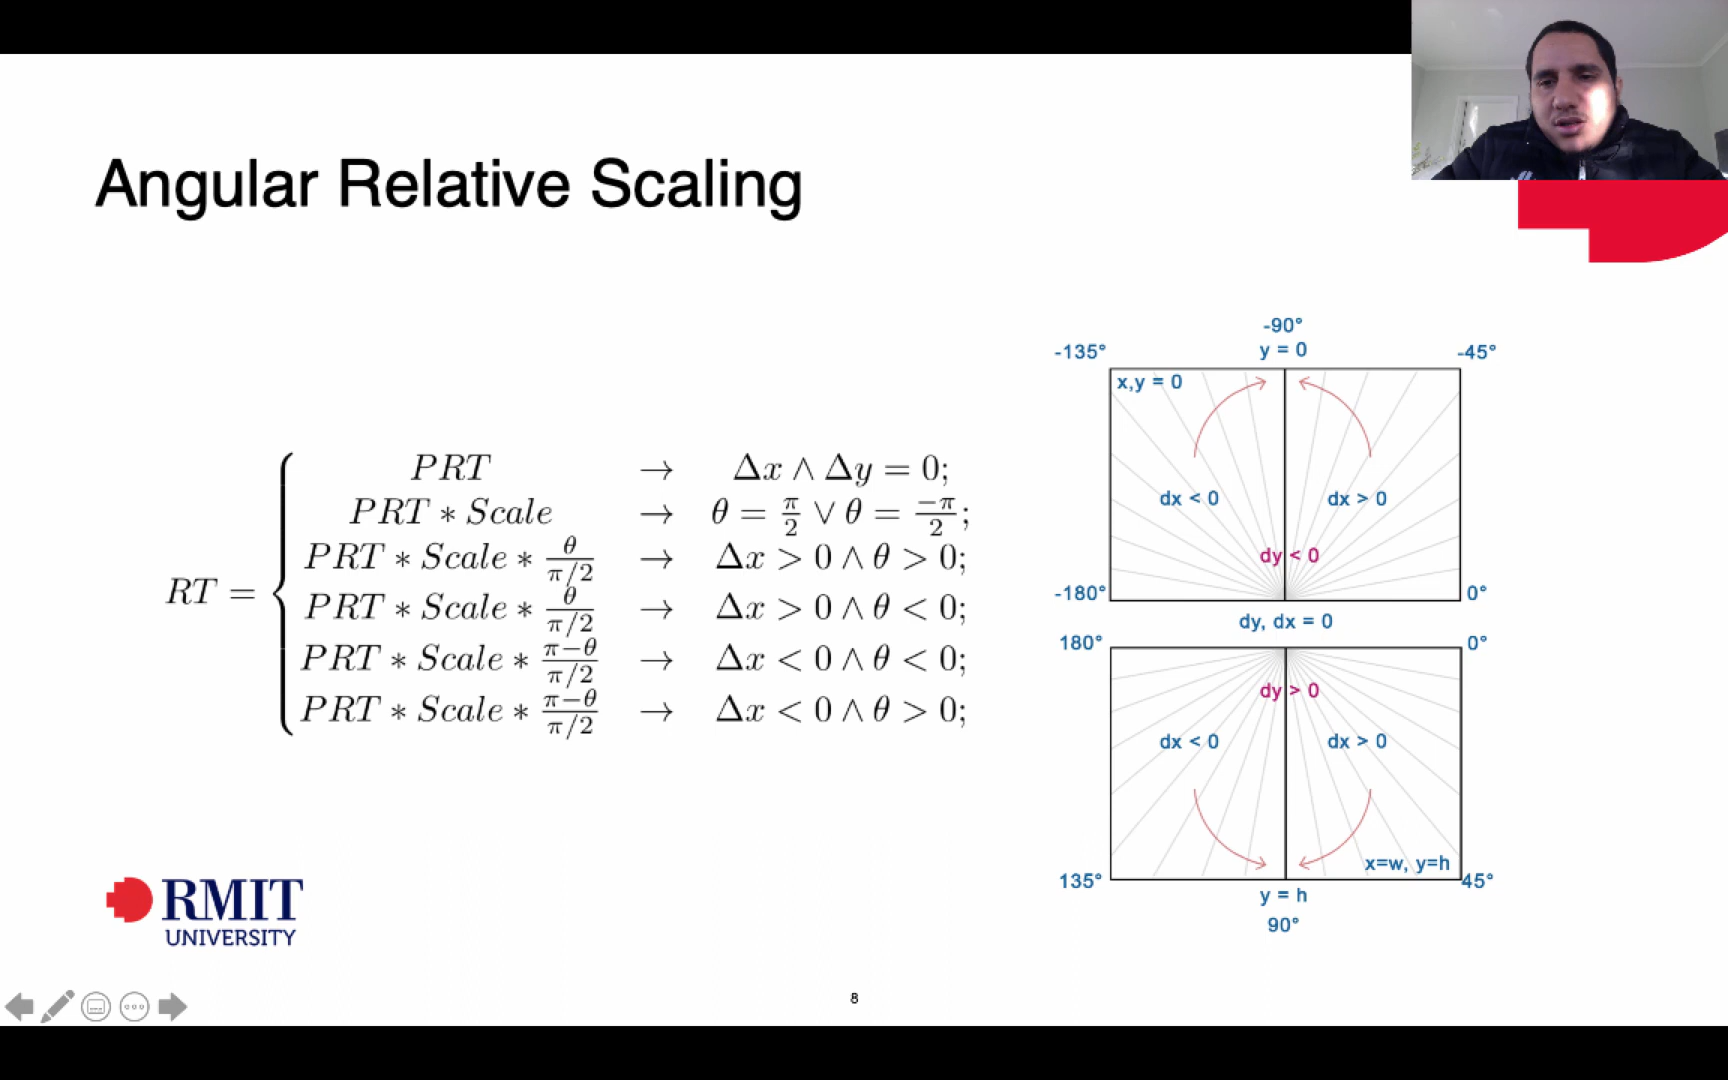 Angular Relative Scaling
RT =
PRT → Δx ∧ Δy = 0;
PRT * Scale → θ = π/2 ∨ θ = −π/2;
PRT * Scale * θ/π/2 → Δx > 0 ∧ θ > 0;
PRT * Scale * θ/π/2 → Δx > 0 ∧ θ < 0;
PRT * Scale * π−θ/π/2 → Δx < 0 ∧ θ < 0;
PRT * Scale * π−θ/π/2 → Δx < 0 ∧ θ > 0;
-90°
-135° y = 0 -45°
x,y = 0
dx < 0 dx > 0
dy < 0
-180° 0°
dy, dx = 0
180° 0°
dy > 0
dx < 0 dx > 0
x=w, y=h
135° 45°
y = h
90°
RMIT
UNIVERSITY
8